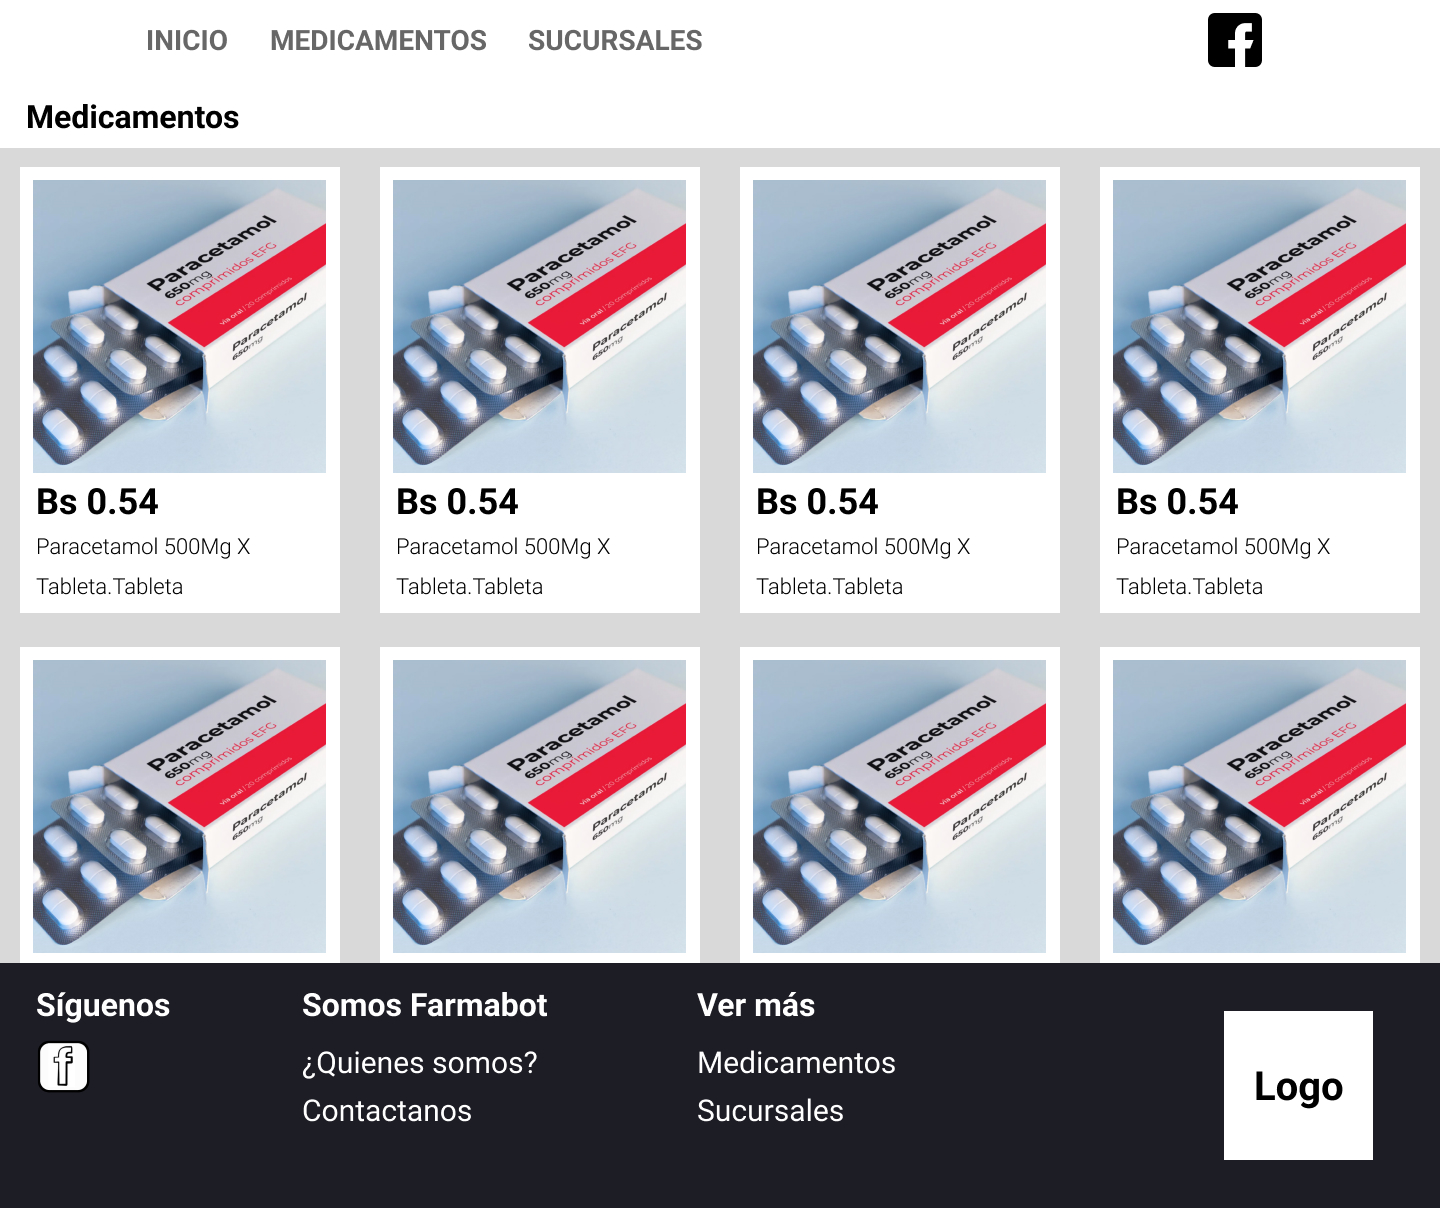 INICIO MEDICAMENTOS SUCURSALES
Medicamentos
Paracetamol
650mg
comprimidos EFG
vía oral / 20 comprimidos
Paracetamol
650mg
Paracetamol
650mg
comprimidos EFG
vía oral / 20 comprimidos
Paracetamol
650mg
Paracetamol
650mg
comprimidos EFG
vía oral / 20 comprimidos
Paracetamol
650mg
Paracetamol
650mg
comprimidos EFG
vía oral / 20 comprimidos
Paracetamol
650mg
Bs 0.54
Paracetamol 500Mg X
Tableta.Tableta
Bs 0.54
Paracetamol 500Mg X
Tableta.Tableta
Bs 0.54
Paracetamol 500Mg X
Tableta.Tableta
Bs 0.54
Paracetamol 500Mg X
Tableta.Tableta
Paracetamol
650mg
comprimidos EFG
vía oral / 20 comprimidos
Paracetamol
650mg
Paracetamol
650mg
comprimidos EFG
vía oral / 20 comprimidos
Paracetamol
650mg
Paracetamol
650mg
comprimidos EFG
vía oral / 20 comprimidos
Paracetamol
650mg
Paracetamol
650mg
comprimidos EFG
vía oral / 20 comprimidos
Paracetamol
650mg
Síguenos
Somos Farmabot
¿Quienes somos?
Contactanos
Ver más
Medicamentos
Sucursales
Logo